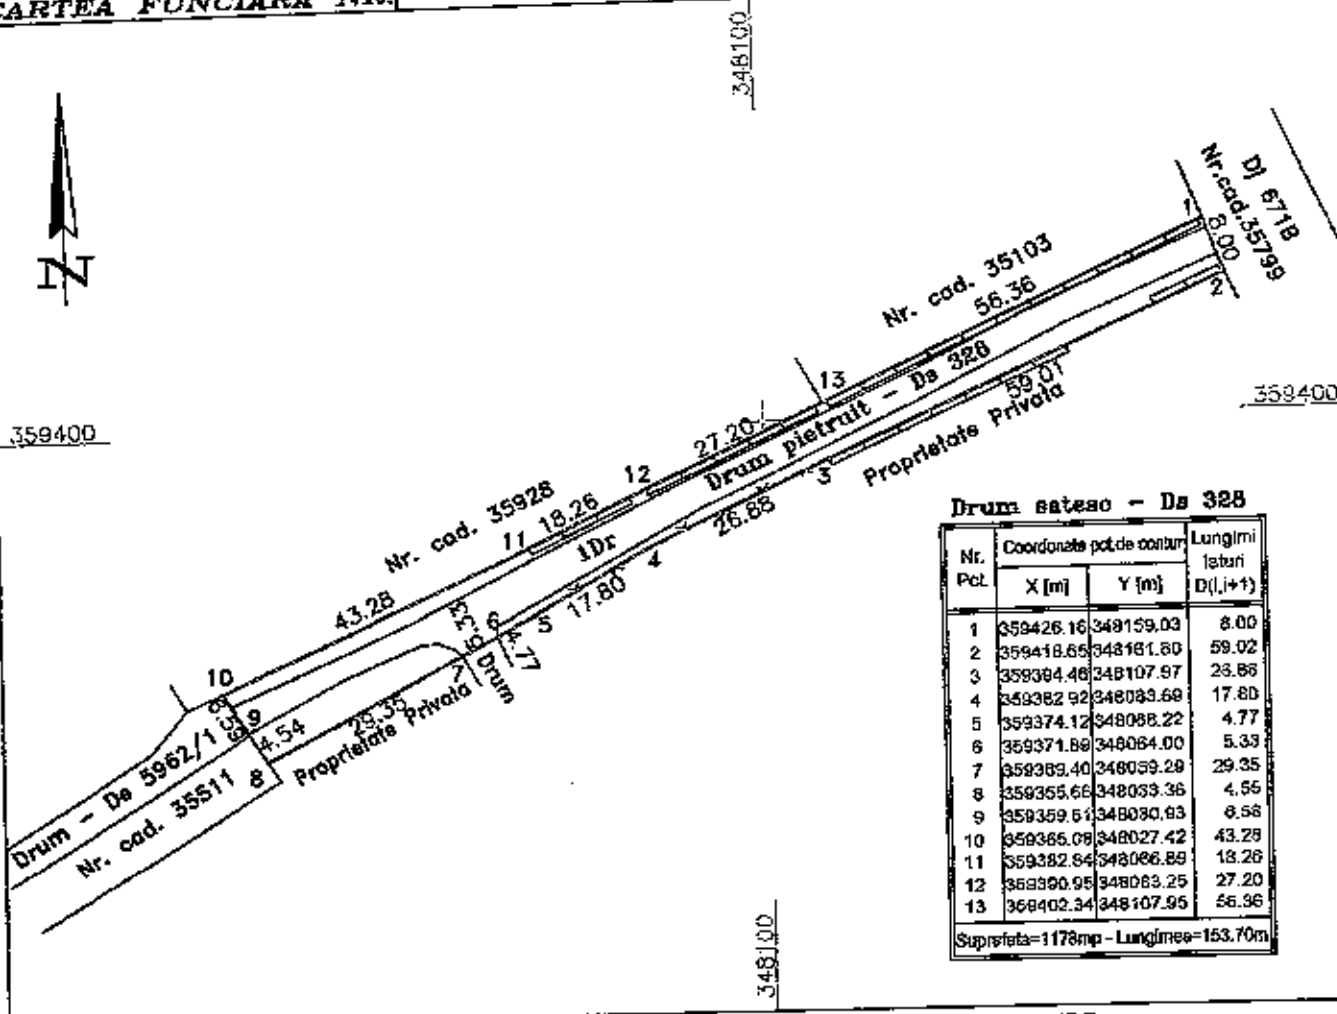 CARTEA FUNCIARA NR.
348100
N
Dj 671B
Nr.cad.35799
1
8.00
2
Nr. cad. 35103
56.36
13
Drum pietruit - Ds 328
59.01
Proprietate Privata
359400
359400
27.20
12
3
26.88
Nr. cad. 35928
18.26
11
1Dr
4
17.80
5
43.28
6
4.77
5.33
Drum
7
10
9
4.54
29.35
Proprietate Privata
8
Drum - De 5962/1
Nr. cad. 35511
348100
Drum satesc - Ds 328
Nr. Pct. Coordonate pct.de contur Lungimi laturi D(i,i+1)
X [m] Y [m]
1 359426.16 348159.03 8.00
2 359418.65 348161.80 59.02
3 359394.46 348107.97 26.88
4 359382.92 348083.69 17.80
5 359374.12 348068.22 4.77
6 359371.89 348064.00 5.33
7 359369.40 348059.29 29.35
8 359355.66 348033.36 4.55
9 359359.51 348030.93 6.58
10 359365.08 348027.42 43.28
11 359382.84 348066.89 18.26
12 359390.95 348083.25 27.20
13 359402.34 348107.95 56.36
Suprafata=1178mp - Lungimea=153.70m